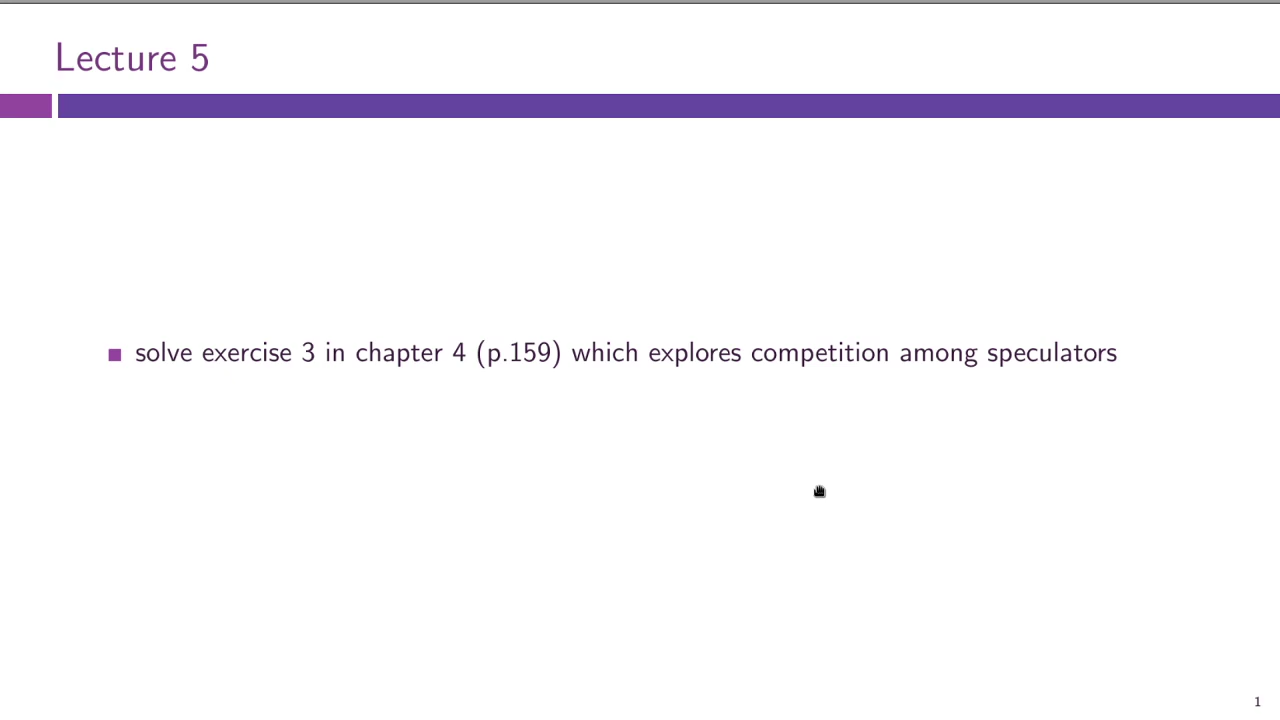 Lecture 5
solve exercise 3 in chapter 4 (p.159) which explores competition among speculators
1